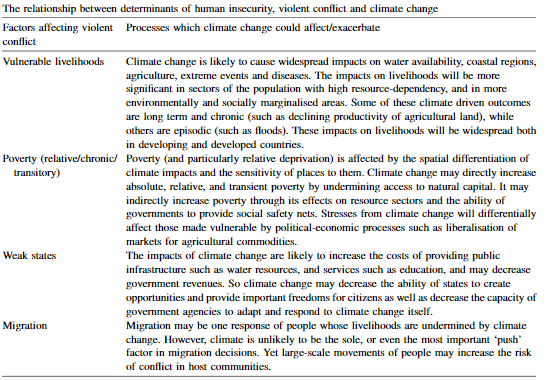 The relationship between determinants of human insecurity, violent conflict and climate change
Factors affecting violent conflict
Processes which climate change could affect/exacerbate
Vulnerable livelihoods
Climate change is likely to cause widespread impacts on water availability, coastal regions,
agriculture, extreme events and diseases. The impacts on livelihoods will be more
significant in sectors of the population with high resource-dependence, and in more
environmentally and socially marginalised areas. Some of these climate driven outcomes
are long term and chronic (such as declining productivity of agricultural land), while
others are episodic (such as floods). These impacts on livelihoods will be widespread both
in developing and developed countries.
Poverty (relative/chronic/
transitory)
Poverty (and particularly relative deprivation) is affected by the spatial differentiation of
climate impacts and the sensitivity of places to them. Climate change may directly increase
absolute, relative, and transient poverty by undermining access to natural capital. It may
indirectly increase poverty through its effects on resource sectors and the ability of
governments to provide social safety nets. Stresses from climate change will differentially
affect those made vulnerable by political-economic processes such as liberalisation of
markets for agricultural commodities.
Weak states
The impacts of climate change are likely to increase the costs of providing public
infrastructure such as water resources, and services such as education, and may decrease
government revenues. So climate change may decrease the ability of states to create
opportunities and provide important freedoms for citizens as well as decrease the capacity of
government agencies to adapt and respond to climate change itself.
Migration
Migration may be one response of people whose livelihoods are undermined by climate
change. However, climate is unlikely to be the sole, or even the most important 'push'
factor in migration decisions. Yet large-scale movements of people may increase the risk
of conflict in host communities.